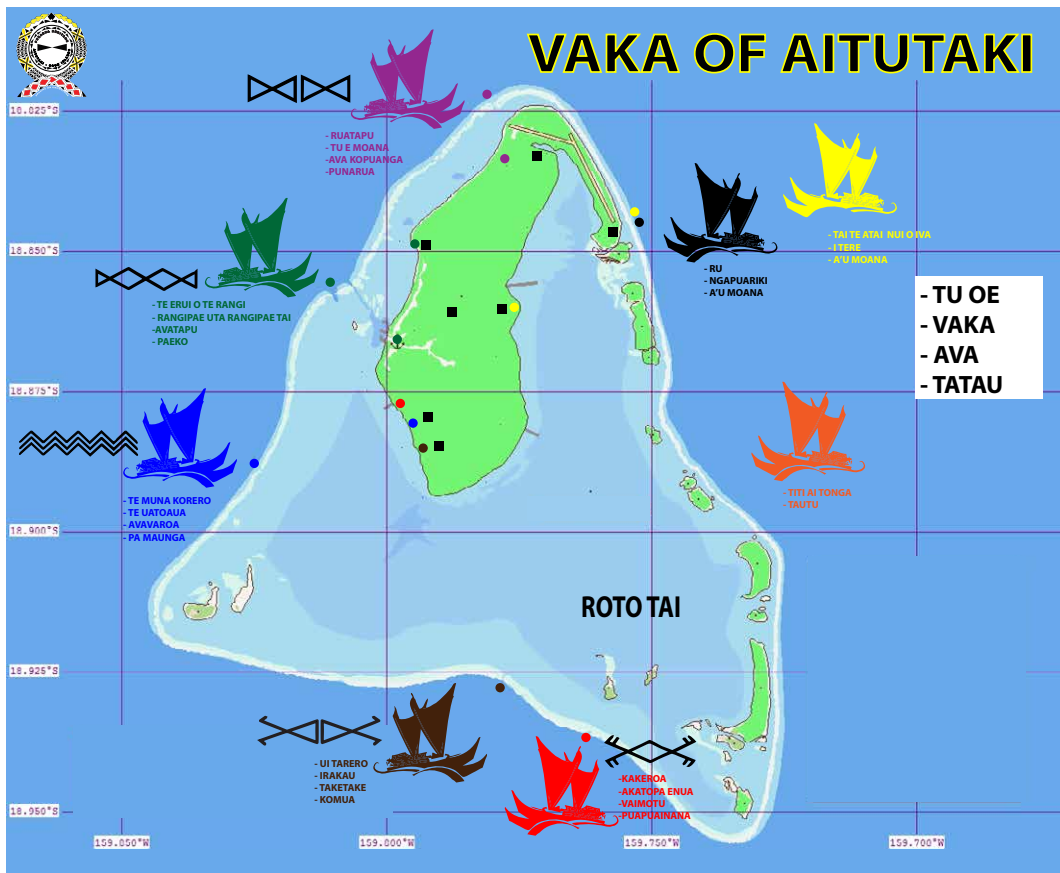 VAKA OF AITUTAKI
- RUATAPU
- TU E MOANA
-AVA KOPUANGA
-PUNARUA
- TE ERUI O TE RANGI
- RANGIPAE UTA RANGIPAE TAI
-AVATAPU
- PAEKO
- TE MUNA KORERO
- TE UATOAUA
- AVAVAROA
- PA MAUNGA
- UI TARERO
- IRAKAU
- TAKETAKE
- KOMUA
-KAKEROA
-AKATOPA ENUA
-VAIMOTU
-PUAPUAINANA
- RU
- NGAPUARIKI
- A'U MOANA
- TAI TE ATAI NUI O IVA
- I TERE
- A'U MOANA
- TU OE
- VAKA
- AVA
- TATAU
- TITI AI TONGA
- TAUTU
ROTO TAI
18.825°S
18.850°S
18.875°S
18.900°S
18.925°S
18.950°S
159.850°W
159.800°W
159.750°W
159.700°W